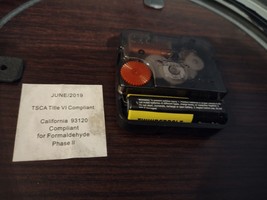 JUNE/2019
TSCA Title VI Compliant
California 93120
Compliant
for Formaldehyde
Phase II